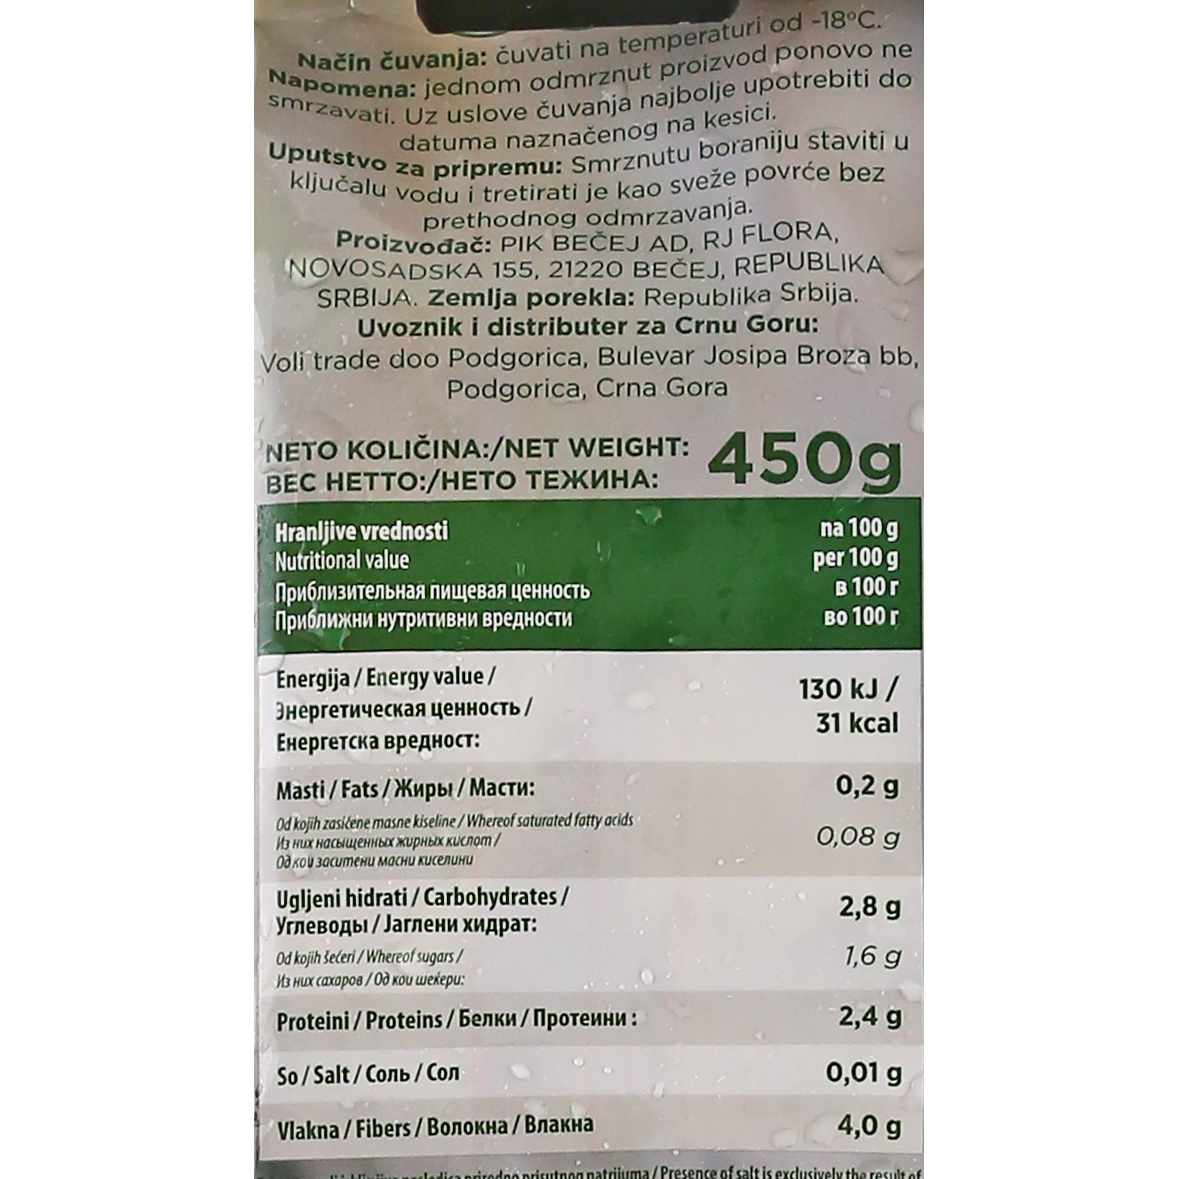 Način čuvanja: čuvati na temperaturi od -18°C.
Napomena: jednom odmrznut proizvod ponovo ne
smrzavati. Uz uslove čuvanja najbolje upotrebiti do
datuma naznačenog na kesici.
Uputstvo za pripremu: Smrznutu boraniju staviti u
ključalu vodu i tretirati je kao sveže povrće bez
prethodnog odmrzavanja.
Proizvođač: PIK BEČEJ AD, RJ FLORA,
NOVOSADSKA 155, 21220 BEČEJ, REPUBLIKA
SRBIJA. Zemlja porekla: Republika Srbija.
Uvoznik i distributer za Crnu Goru:
Voli trade doo Podgorica, Bulevar Josipa Broza bb,
Podgorica, Crna Gora
NETO KOLIČINA:/NET WEIGHT: 450g
ВЕС НЕТТО:/НЕТО ТЕЖИНА:
Hranljive vrednosti na 100 g
Nutritional value per 100 g
Приблизительная пищевая ценность в 100 г
Приближни нутритивни вредности во 100 г
Energija / Energy value / 130 kJ /
Энергетическая ценность / 31 kcal
Енергетска вредност:
Masti / Fats / Жиры / Масти: 0,2 g
Od kojih zasićene masne kiseline / Whereof saturated fatty acids
Из них насыщенных жирных кислот / 0,08 g
Од кои заситени масни киселини
Ugljeni hidrati / Carbohydrates / 2,8 g
Углеводы / Јаглени хидрат:
Od kojih šećeri / Whereof sugars / 1,6 g
Из них сахаров / Од кои шеќери:
Proteini / Proteins / Белки / Протеини : 2,4 g
So / Salt / Соль / Сол 0,01 g
Vlakna / Fibers / Волокна / Влакна 4,0 g
prirodno prisutnog natrijuma / Presence of salt is exclusively the result of